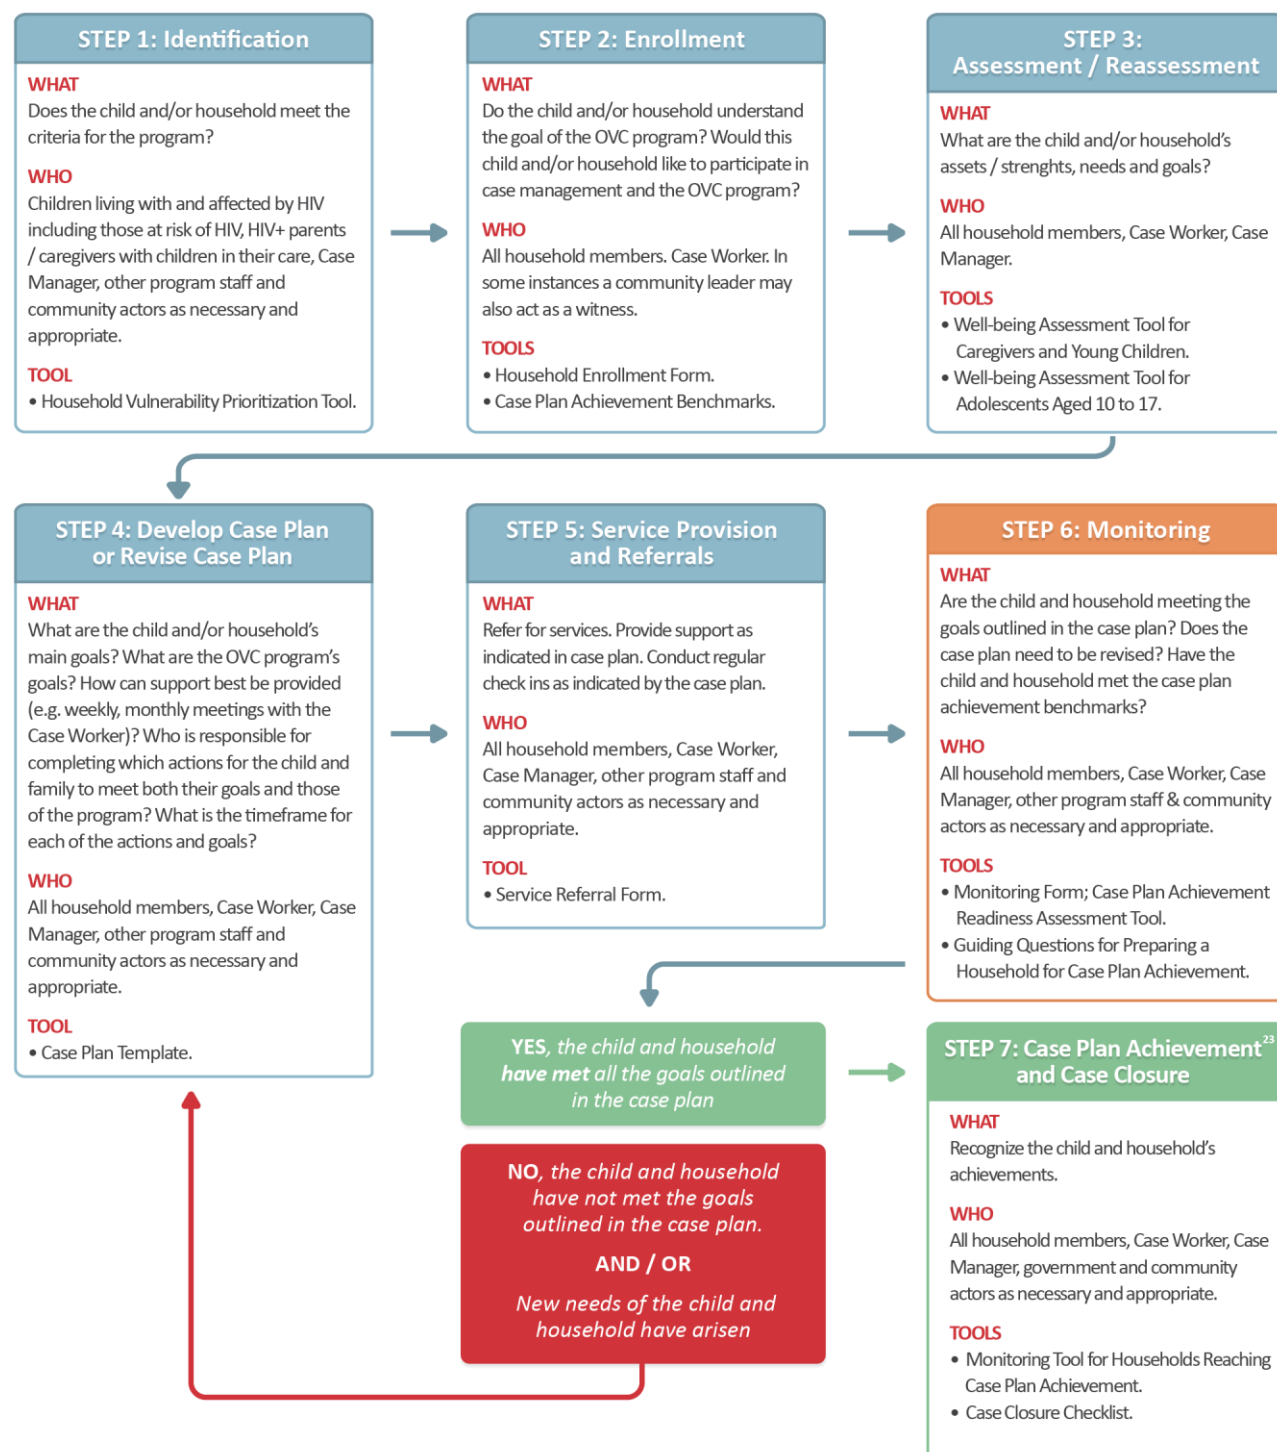 STEP 1: Identification
WHAT
Does the child and/or household meet the
criteria for the program?
WHO
Children living with and affected by HIV
including those at risk of HIV, HIV+ parents
/ caregivers with children in their care, Case
Manager, other program staff and
community actors as necessary and
appropriate.
TOOL
• Household Vulnerability Prioritization Tool.
STEP 2: Enrollment
WHAT
Do the child and/or household understand
the goal of the OVC program? Would this
child and/or household like to participate in
case management and the OVC program?
WHO
All household members. Case Worker. In
some instances a community leader may
also act as a witness.
TOOLS
• Household Enrollment Form.
• Case Plan Achievement Benchmarks.
STEP 3:
Assessment / Reassessment
WHAT
What are the child and/or household's
assets / strenghts, needs and goals?
WHO
All household members, Case Worker, Case
Manager.
TOOLS
• Well-being Assessment Tool for
Caregivers and Young Children.
• Well-being Assessment Tool for
Adolescents Aged 10 to 17.
STEP 4: Develop Case Plan
or Revise Case Plan
WHAT
What are the child and/or household's
main goals? What are the OVC program's
goals? How can support best be provided
(e.g. weekly, monthly meetings with the
Case Worker)? Who is responsible for
completing which actions for the child and
family to meet both their goals and those
of the program? What is the timeframe for
each of the actions and goals?
WHO
All household members, Case Worker, Case
Manager, other program staff and
community actors as necessary and
appropriate.
TOOL
• Case Plan Template.
STEP 5: Service Provision
and Referrals
WHAT
Refer for services. Provide support as
indicated in case plan. Conduct regular
check ins as indicated by the case plan.
WHO
All household members, Case Worker,
Case Manager, other program staff and
community actors as necessary and
appropriate.
TOOL
• Service Referral Form.
STEP 6: Monitoring
WHAT
Are the child and household meeting the
goals outlined in the case plan? Does the
case plan need to be revised? Have the
child and household met the case plan
achievement benchmarks?
WHO
All household members, Case Worker, Case
Manager, other program staff & community
actors as necessary and appropriate.
TOOLS
• Monitoring Form; Case Plan Achievement
Readiness Assessment Tool.
• Guiding Questions for Preparing a
Household for Case Plan Achievement.
YES, the child and household
have met all the goals outlined
in the case plan
NO, the child and household
have not met the goals
outlined in the case plan.
AND / OR
New needs of the child and
household have arisen
STEP 7: Case Plan Achievement23
and Case Closure
WHAT
Recognize the child and household's
achievements.
WHO
All household members, Case Worker, Case
Manager, government and community
actors as necessary and appropriate.
TOOLS
• Monitoring Tool for Households Reaching
Case Plan Achievement.
• Case Closure Checklist.